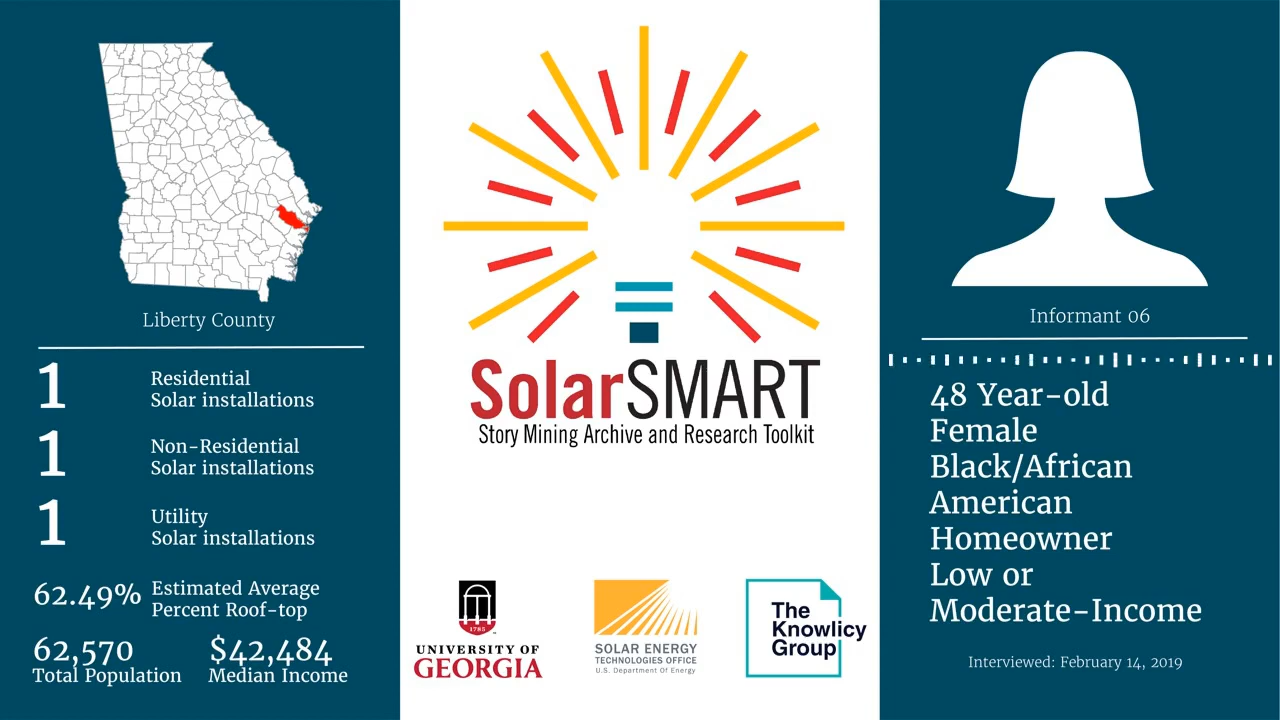 Liberty County
1
Residential
Solar installations
1
Non-Residential
Solar installations
1
Utility
Solar installations
62.49%
Estimated Average
Percent Roof-top
62,570
Total Population
$42,484
Median Income
SolarSMART
Story Mining Archive and Research Toolkit
1785
UNIVERSITY OF
GEORGIA
SOLAR ENERGY
TECHNOLOGIES OFFICE
U.S. Department Of Energy
The
Knowlicy
Group
Informant 06
48 Year-old
Female
Black/African
American
Homeowner
Low or
Moderate-Income
Interviewed: February 14, 2019